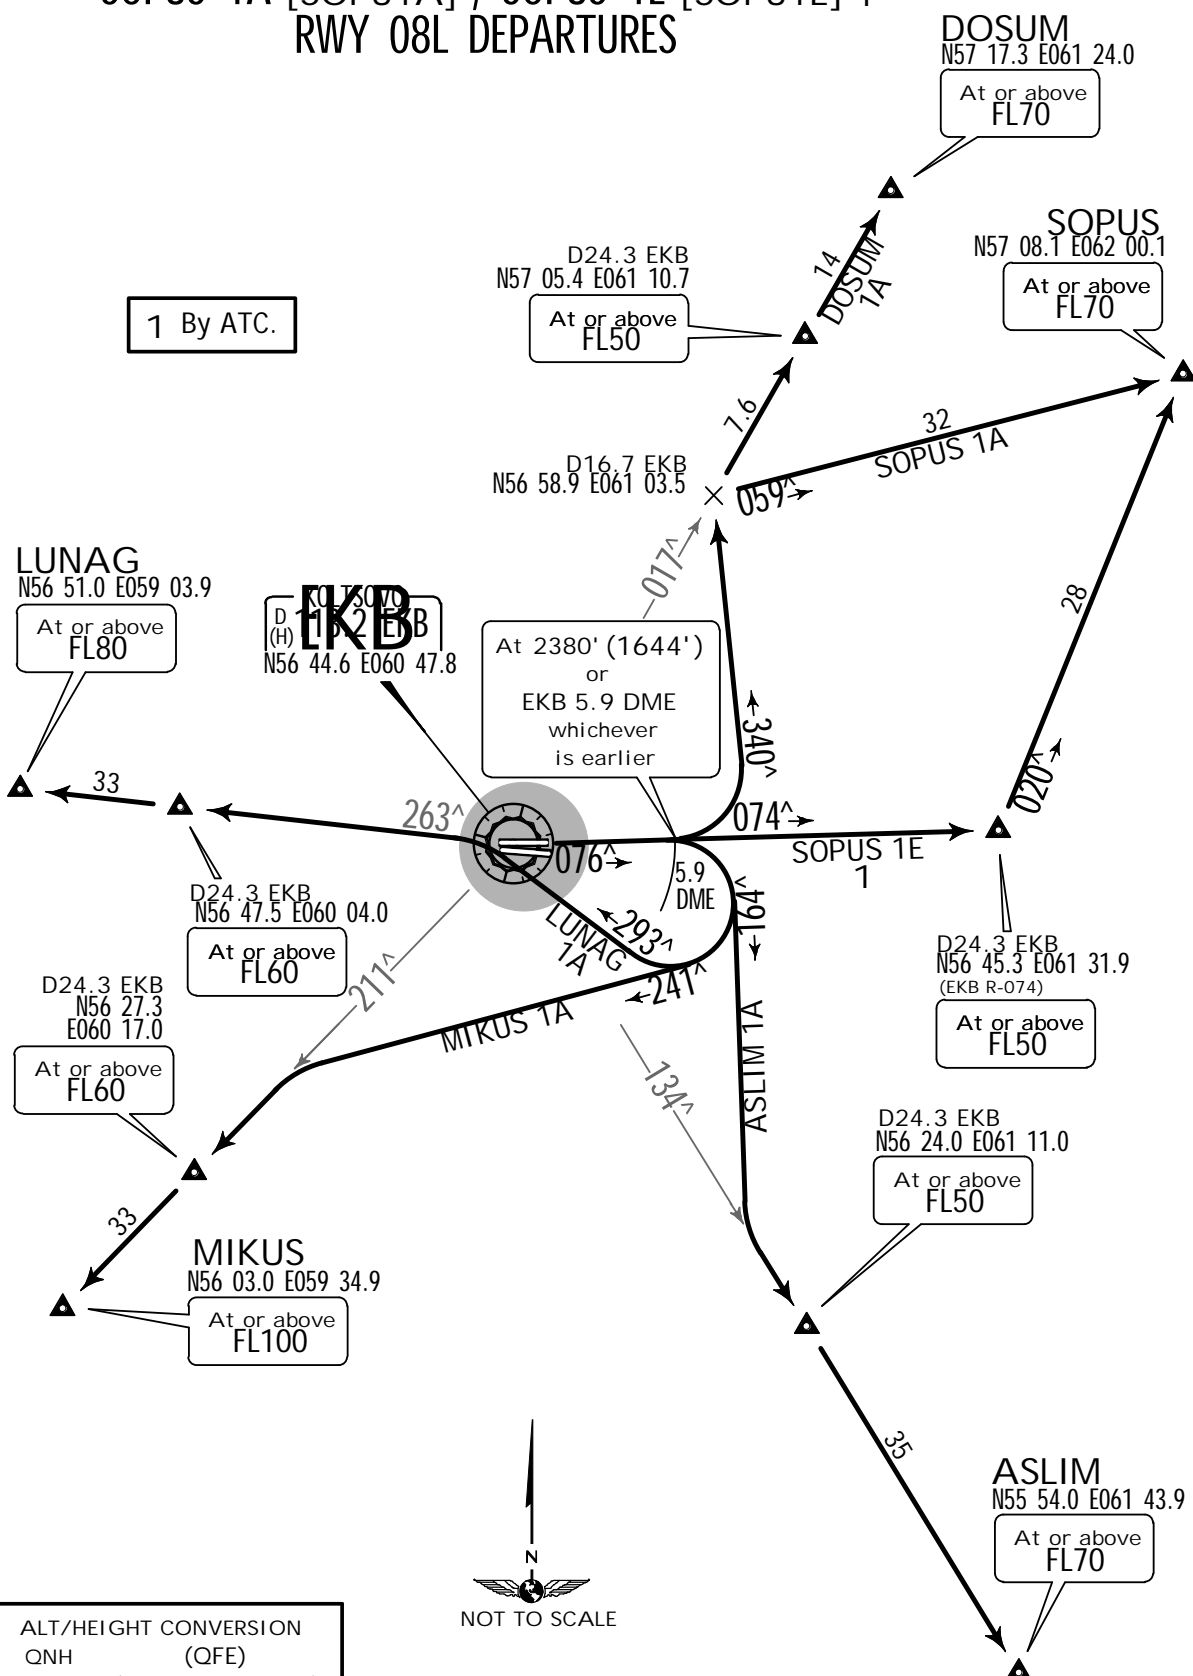 RWY 08L DEPARTURES
DOSUM
N57 17.3 E061 24.0
At or above
FL70
SOPUS
N57 08.1 E062 00.1
At or above
FL70
D24.3 EKB
N57 05.4 E061 10.7
At or above
FL50
14
DOSUM
1A
1 By ATC.
7.6
32
SOPUS 1A
D16.7 EKB
N56 58.9 E061 03.5
059^
017^
28
LUNAG
N56 51.0 E059 03.9
At or above
FL80
EKB
D
(H)
EKB
N56 44.6 E060 47.8
At 2380' (1644')
or
EKB 5.9 DME
whichever
is earlier
340^
020^
33
263^
074^
SOPUS 1E
1
076^
5.9
DME
164^
D24.3 EKB
N56 47.5 E060 04.0
At or above
FL60
LUNAG
1A
293^
241^
211^
MIKUS 1A
D24.3 EKB
N56 45.3 E061 31.9
(EKB R-074)
At or above
FL50
D24.3 EKB
N56 27.3
E060 17.0
At or above
FL60
134^
ASLIM 1A
D24.3 EKB
N56 24.0 E061 11.0
At or above
FL50
33
MIKUS
N56 03.0 E059 34.9
At or above
FL100
35
ASLIM
N55 54.0 E061 43.9
At or above
FL70
N
NOT TO SCALE
ALT/HEIGHT CONVERSION
QNH (QFE)